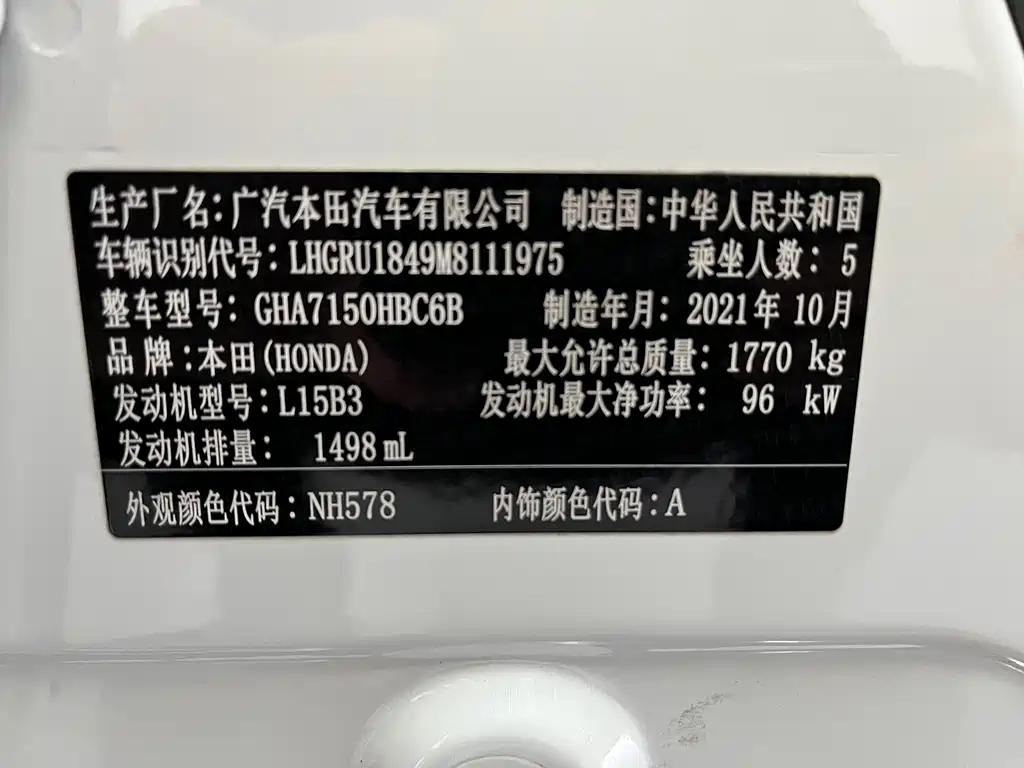 生产厂名:广汽本田汽车有限公司 制造国:中华人民共和国
车辆识别代号:LHGRU1849M8111975 乘坐人数:5
整车型号:GHA7150HBC6B 制造年月:2021年10月
品牌:本田(HONDA) 最大允许总质量:1770 kg
发动机型号:L15B3 发动机最大净功率: 96 kW
发动机排量: 1498 mL
外观颜色代码:NH578 内饰颜色代码:A